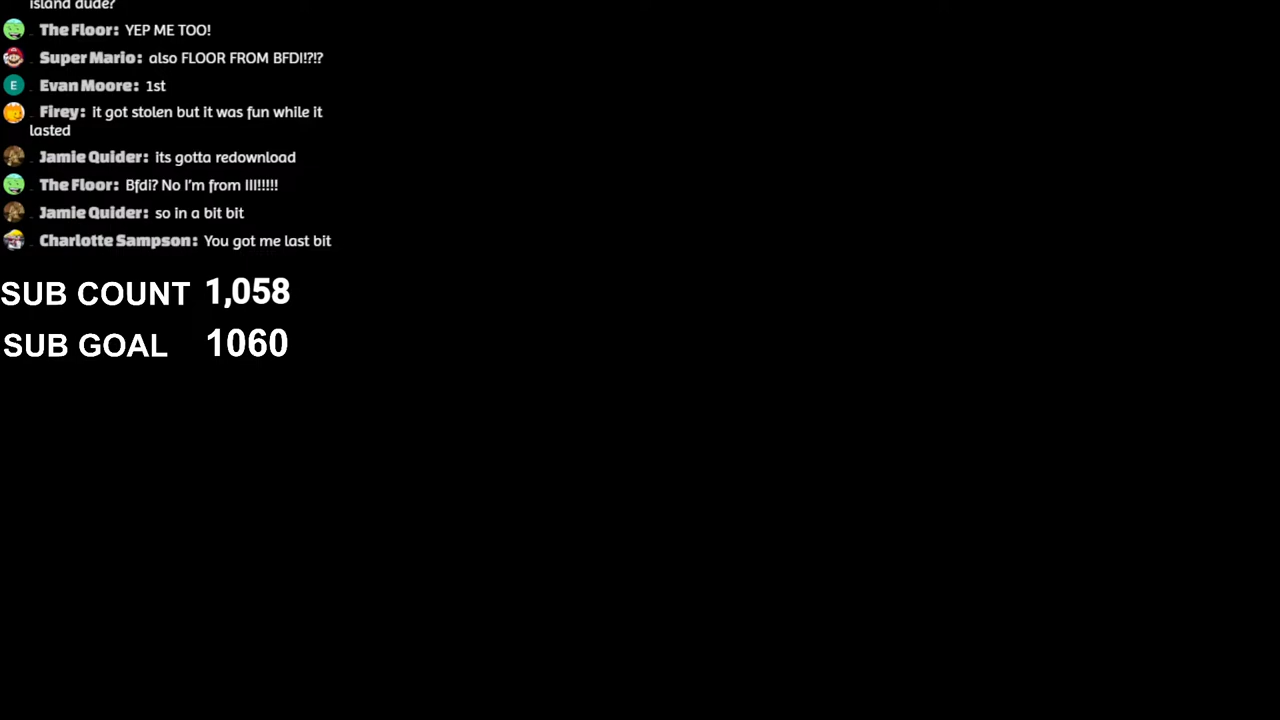 island dude?
The Floor: YEP ME TOO!
Super Mario: also FLOOR FROM BFDI!?!?
E Evan Moore: 1st
Firey: it got stolen but it was fun while it
lasted
Jamie Quider: its gotta redownload
The Floor: Bfdi? No I'm from III!!!!!
Jamie Quider: so in a bit bit
Charlotte Sampson: You got me last bit
SUB COUNT 1,058
SUB GOAL 1060